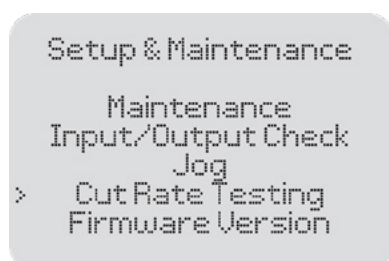 Setup & Maintenance
Maintenance
Input/Output Check
Jog
> Cut Rate Testing
Firmware Version